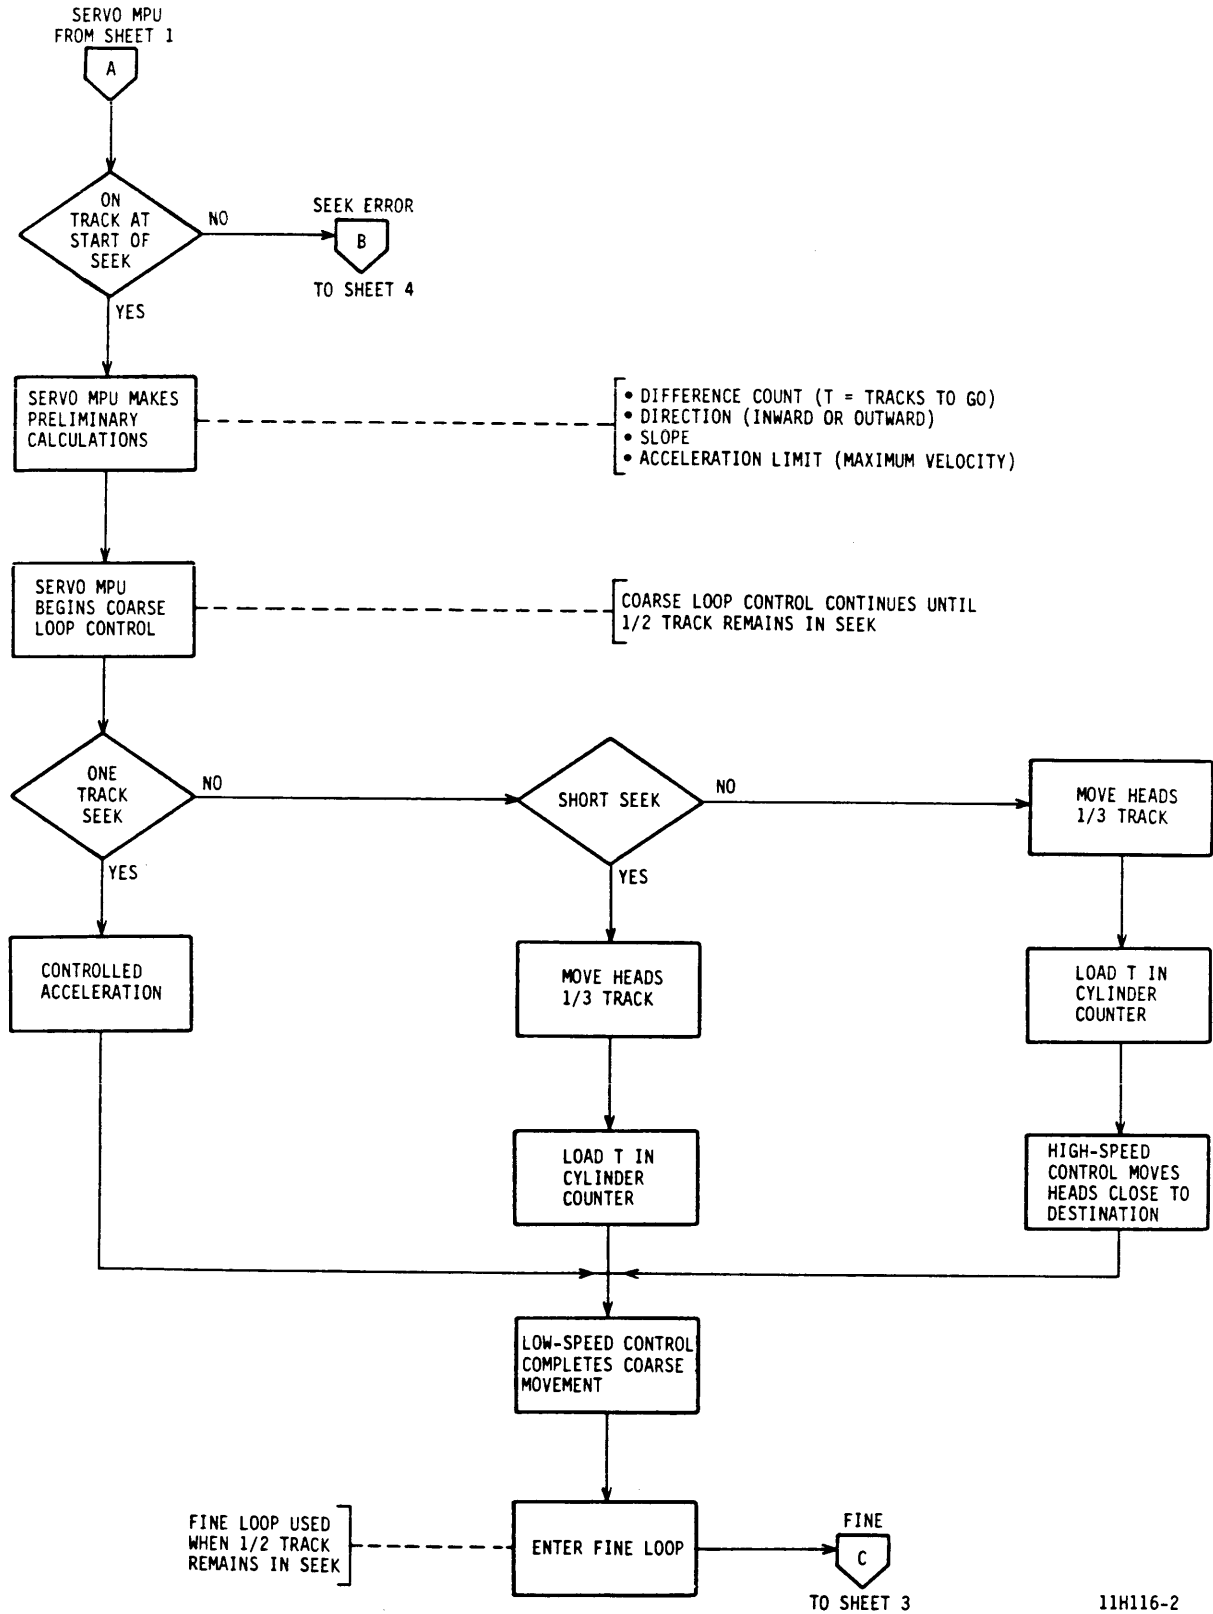 SERVO MPU
FROM SHEET 1
A
ON
TRACK AT
START OF
SEEK
NO
SEEK ERROR
B
TO SHEET 4
YES
SERVO MPU MAKES
PRELIMINARY
CALCULATIONS
• DIFFERENCE COUNT (T = TRACKS TO GO)
• DIRECTION (INWARD OR OUTWARD)
• SLOPE
• ACCELERATION LIMIT (MAXIMUM VELOCITY)
SERVO MPU
BEGINS COARSE
LOOP CONTROL
COARSE LOOP CONTROL CONTINUES UNTIL
1/2 TRACK REMAINS IN SEEK
ONE
TRACK
SEEK
NO
SHORT SEEK
NO
MOVE HEADS
1/3 TRACK
YES
YES
CONTROLLED
ACCELERATION
MOVE HEADS
1/3 TRACK
LOAD T IN
CYLINDER
COUNTER
LOAD T IN
CYLINDER
COUNTER
HIGH-SPEED
CONTROL MOVES
HEADS CLOSE TO
DESTINATION
LOW-SPEED CONTROL
COMPLETES COARSE
MOVEMENT
FINE LOOP USED
WHEN 1/2 TRACK
REMAINS IN SEEK
ENTER FINE LOOP
FINE
C
TO SHEET 3
11H116-2